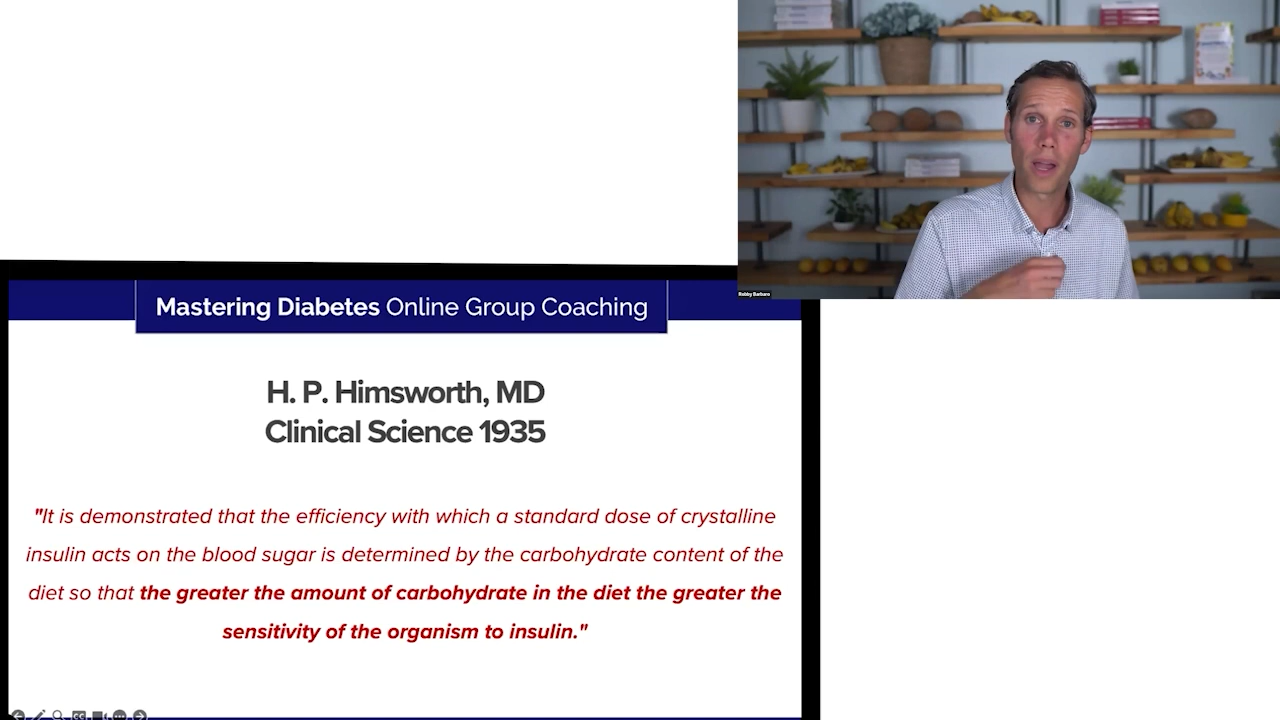 Robby Barbaro
Mastering Diabetes Online Group Coaching
H. P. Himsworth, MD
Clinical Science 1935
"It is demonstrated that the efficiency with which a standard dose of crystalline
insulin acts on the blood sugar is determined by the carbohydrate content of the
diet so that the greater the amount of carbohydrate in the diet the greater the
sensitivity of the organism to insulin."